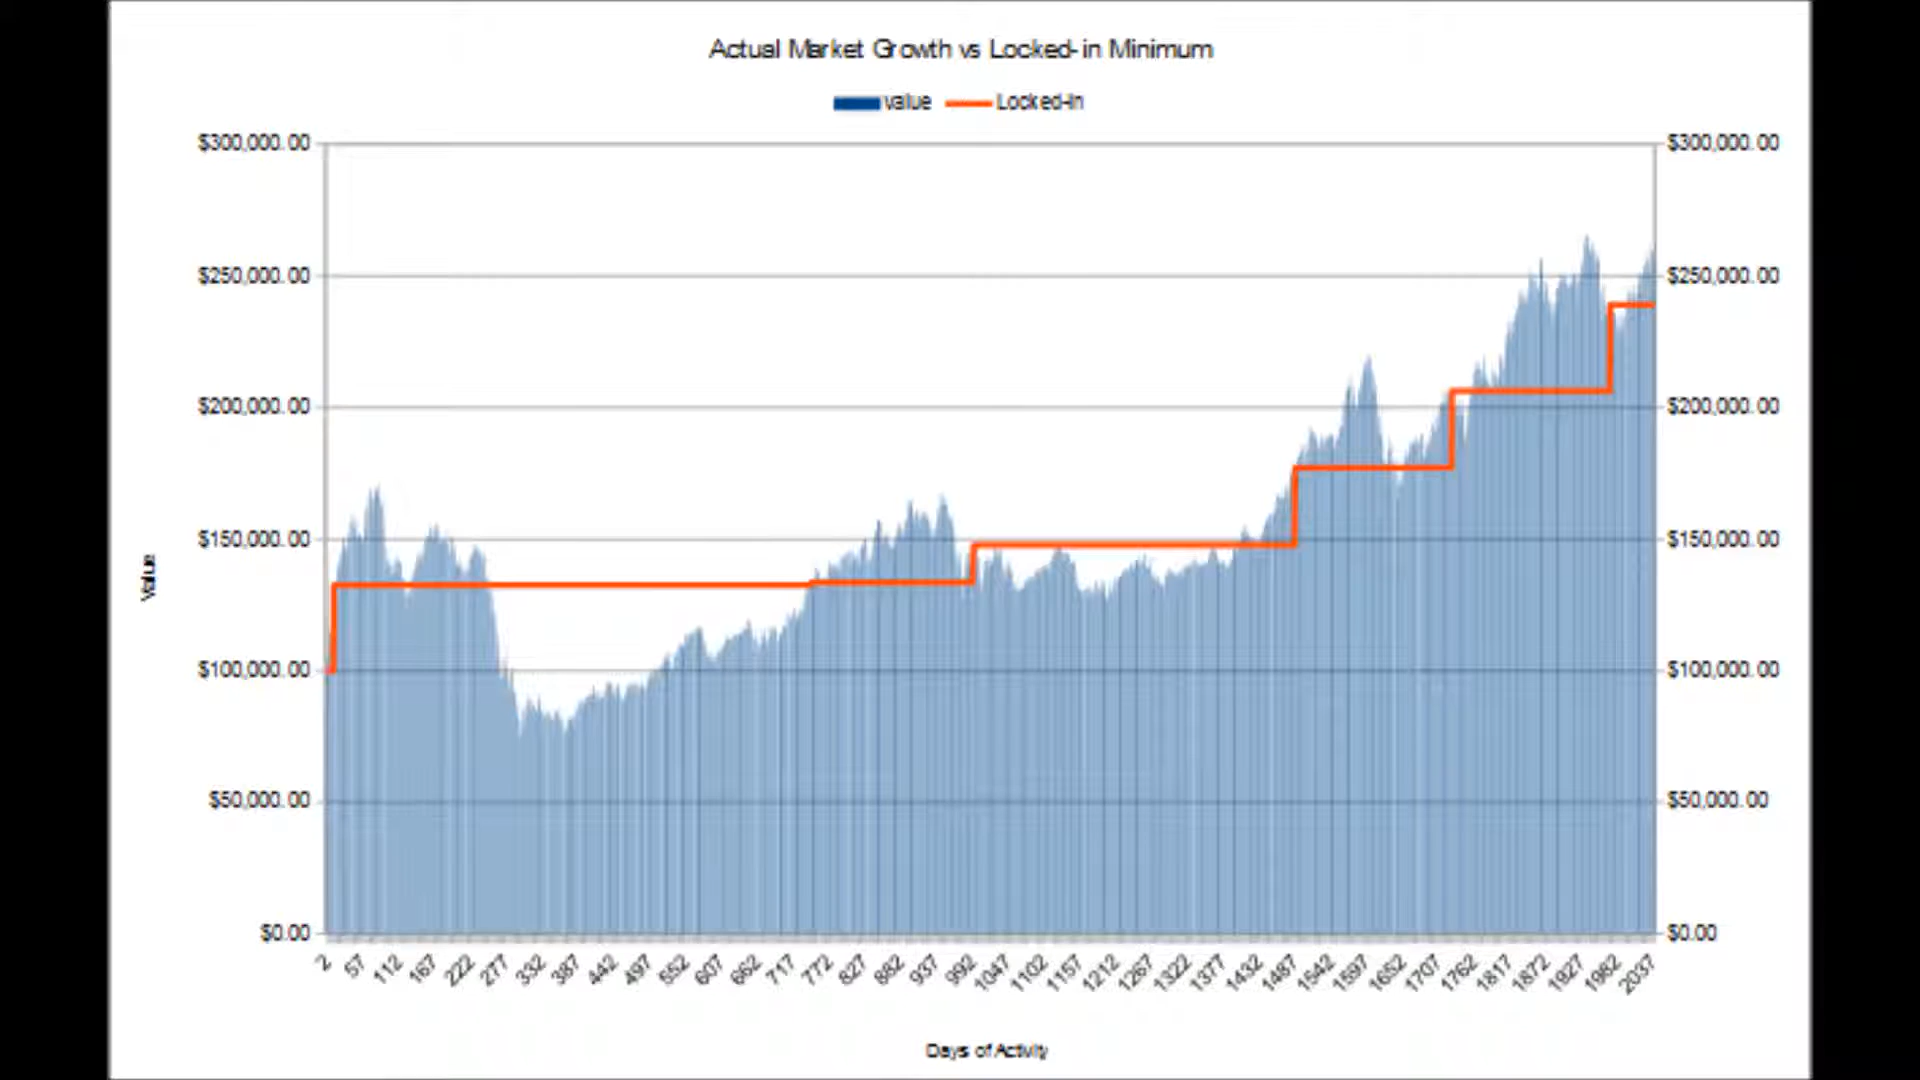 Actual Market Growth vs Locked-in Minimum
value Locked-in
$300,000.00 $300,000.00
$250,000.00 $250,000.00
$200,000.00 $200,000.00
$150,000.00 $150,000.00
Value
$100,000.00 $100,000.00
$50,000.00 $50,000.00
$0.00 $0.00
2 57 112 167 222 277 332 387 442 497 552 607 662 717 772 827 882 937 992 1047 1102 1157 1212 1267 1322 1377 1432 1487 1542 1597 1652 1707 1762 1817 1872 1927 1982 2037
Days of Activity